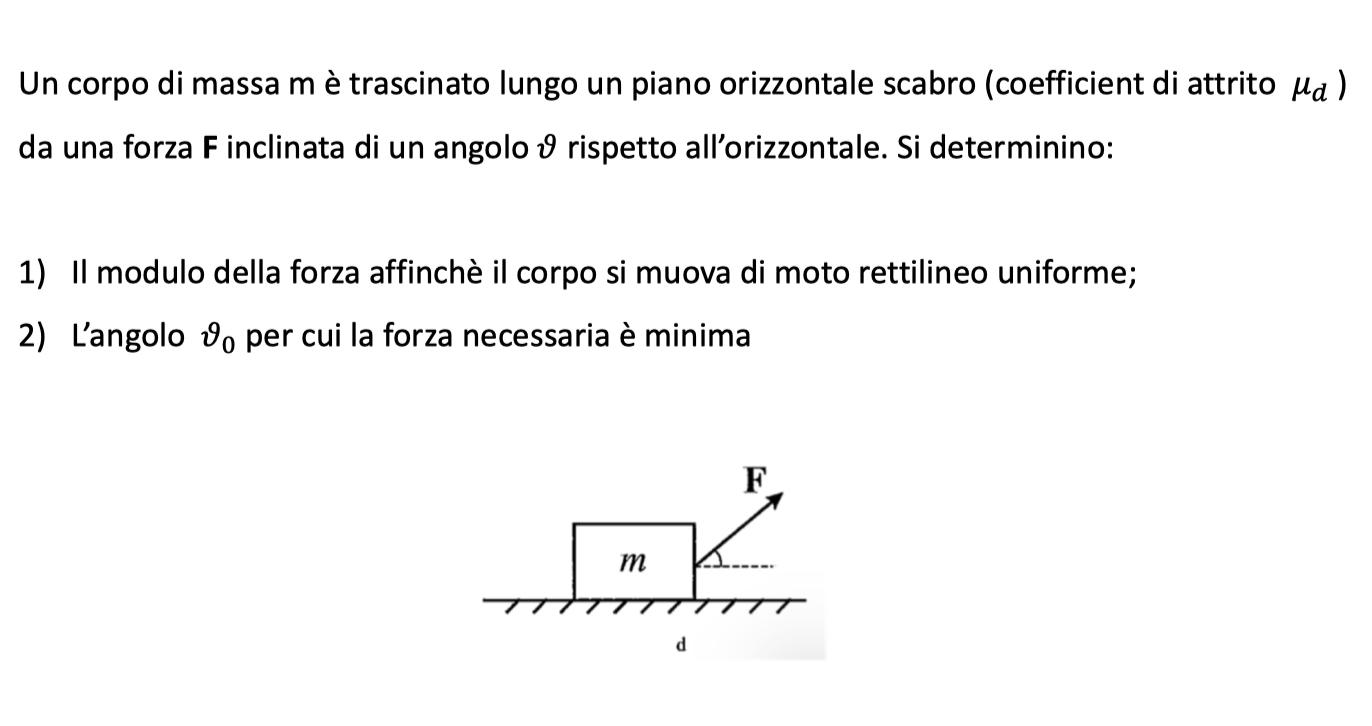 Un corpo di massa m è trascinato lungo un piano orizzontale scabro (coefficient di attrito μ_d )
da una forza F inclinata di un angolo ϑ rispetto all’orizzontale. Si determinino:
1) Il modulo della forza affinchè il corpo si muova di moto rettilineo uniforme;
2) L’angolo ϑ₀ per cui la forza necessaria è minima
F
m
d